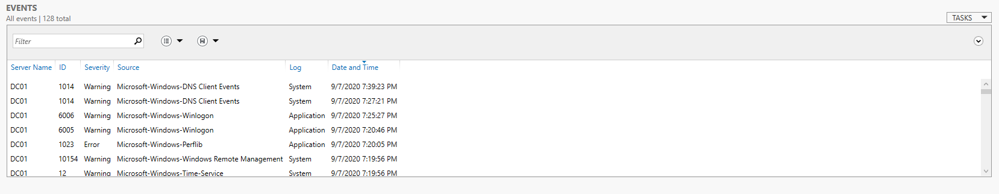 EVENTS
All events | 128 total
TASKS
Filter
Server Name ID Severity Source Log Date and Time
DC01 1014 Warning Microsoft-Windows-DNS Client Events System 9/7/2020 7:39:23 PM
DC01 1014 Warning Microsoft-Windows-DNS Client Events System 9/7/2020 7:27:21 PM
DC01 6006 Warning Microsoft-Windows-Winlogon Application 9/7/2020 7:25:27 PM
DC01 6005 Warning Microsoft-Windows-Winlogon Application 9/7/2020 7:20:46 PM
DC01 1023 Error Microsoft-Windows-Perflib Application 9/7/2020 7:20:05 PM
DC01 10154 Warning Microsoft-Windows-Windows Remote Management System 9/7/2020 7:19:56 PM
DC01 12 Warning Microsoft-Windows-Time-Service System 9/7/2020 7:19:56 PM